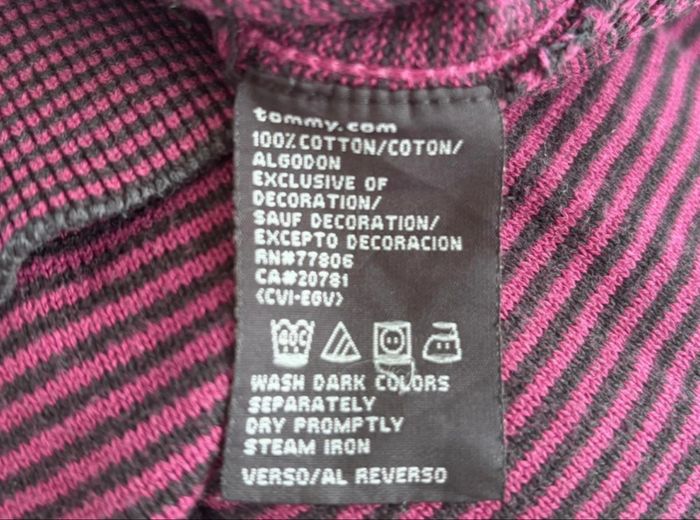 tommy.com
100% COTTON/COTON/
ALGODON
EXCLUSIVE OF
DECORATION/
SAUF DECORATION/
EXCEPTO DECORACION
RN#77806
CA#20781
(CVI-EGV)
40C
WASH DARK COLORS
SEPARATELY
DRY PROMPTLY
STEAM IRON
VERSO/AL REVERSO